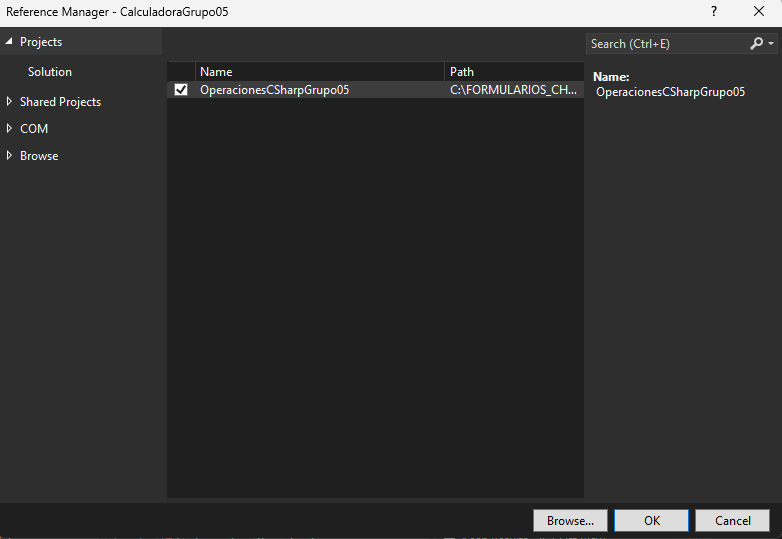 Reference Manager - CalculadoraGrupo05
?
Projects
Search (Ctrl+E)
Solution
Name
Path
Name:
OperacionesCSharpGrupo05
C:\FORMULARIOS_CH...
OperacionesCSharpGrupo05
Shared Projects
COM
Browse
Browse...
OK
Cancel